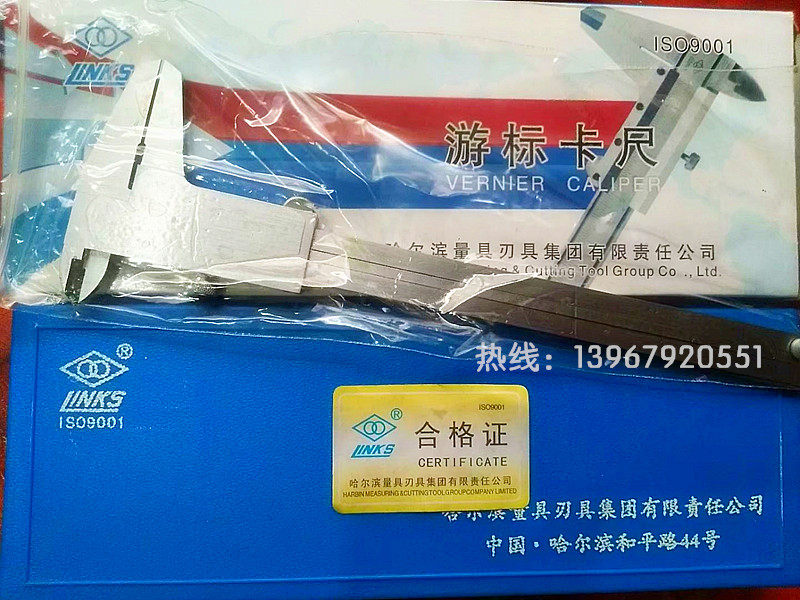 LINKS
ISO9001
游标卡尺
VERNIER CALIPER
哈尔滨量具刃具集团有限责任公司
& Cutting Tool Group Co ., Ltd.
热线：13967920551
®
LINKS
ISO9001
ISO9001
®
LINKS
合格证
CERTIFICATE
哈尔滨量具刃具集团有限责任公司
HARBIN MEASURING &CUTTING TOOL GROUP COMPANY LIMITED
哈尔滨量具刃具集团有限責任公司
中国·哈尔滨和平路44号